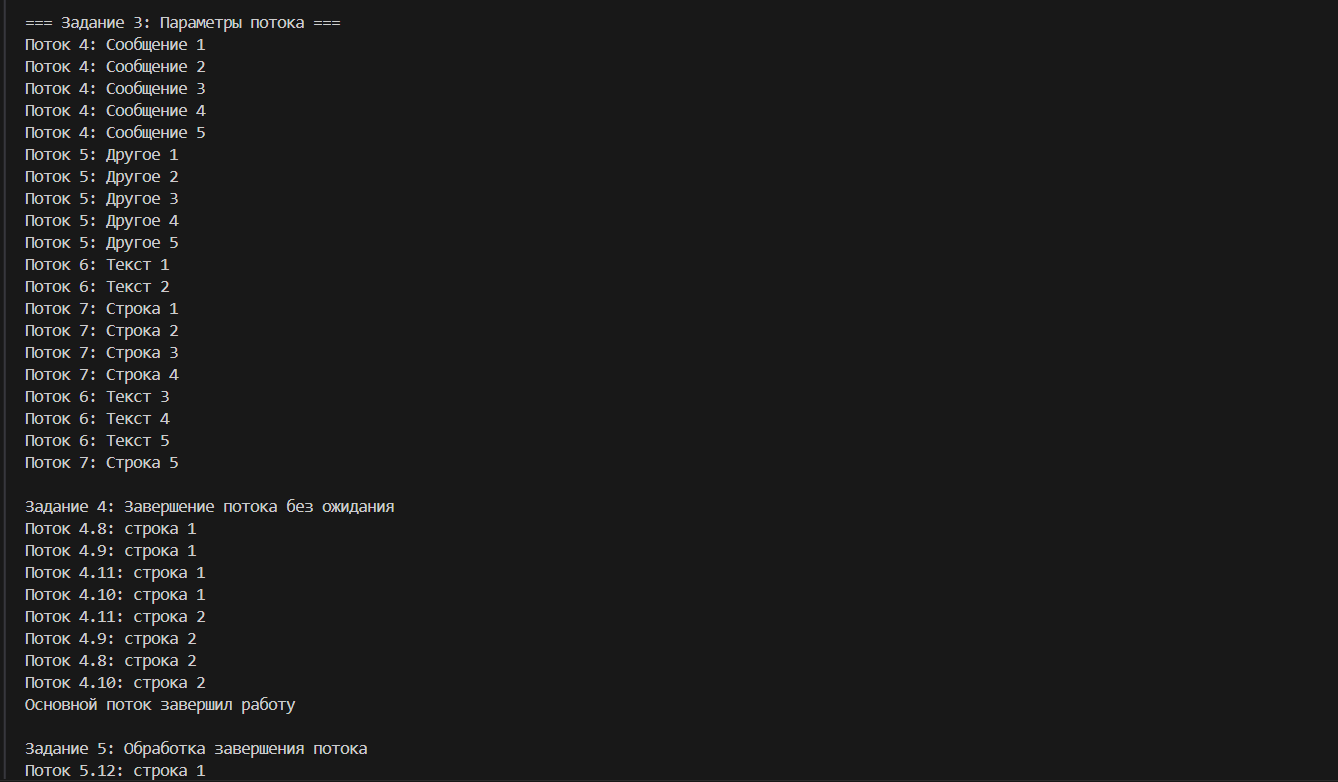 === Задание 3: Параметры потока ===
Поток 4: Сообщение 1
Поток 4: Сообщение 2
Поток 4: Сообщение 3
Поток 4: Сообщение 4
Поток 4: Сообщение 5
Поток 5: Другое 1
Поток 5: Другое 2
Поток 5: Другое 3
Поток 5: Другое 4
Поток 5: Другое 5
Поток 6: Текст 1
Поток 6: Текст 2
Поток 7: Строка 1
Поток 7: Строка 2
Поток 7: Строка 3
Поток 7: Строка 4
Поток 6: Текст 3
Поток 6: Текст 4
Поток 6: Текст 5
Поток 7: Строка 5

Задание 4: Завершение потока без ожидания
Поток 4.8: строка 1
Поток 4.9: строка 1
Поток 4.11: строка 1
Поток 4.10: строка 1
Поток 4.11: строка 2
Поток 4.9: строка 2
Поток 4.8: строка 2
Поток 4.10: строка 2
Основной поток завершил работу

Задание 5: Обработка завершения потока
Поток 5.12: строка 1